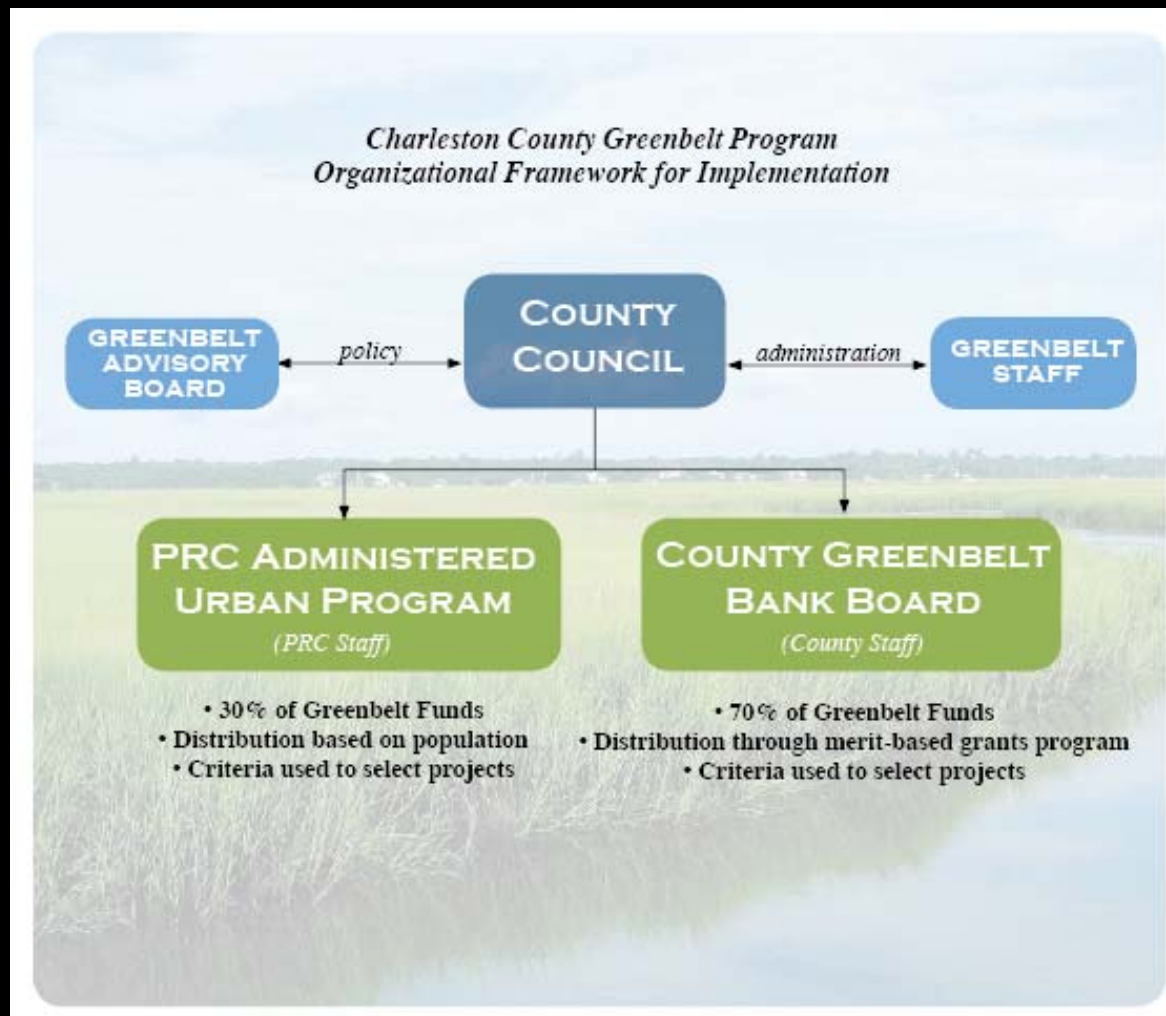 Charleston County Greenbelt Program
Organizational Framework for Implementation
GREENBELT
ADVISORY
BOARD
policy
COUNTY
COUNCIL
administration
GREENBELT
STAFF
PRC ADMINISTERED
URBAN PROGRAM
(PRC Staff)
• 30% of Greenbelt Funds
• Distribution based on population
• Criteria used to select projects
COUNTY GREENBELT
BANK BOARD
(County Staff)
• 70% of Greenbelt Funds
• Distribution through merit-based grants program
• Criteria used to select projects